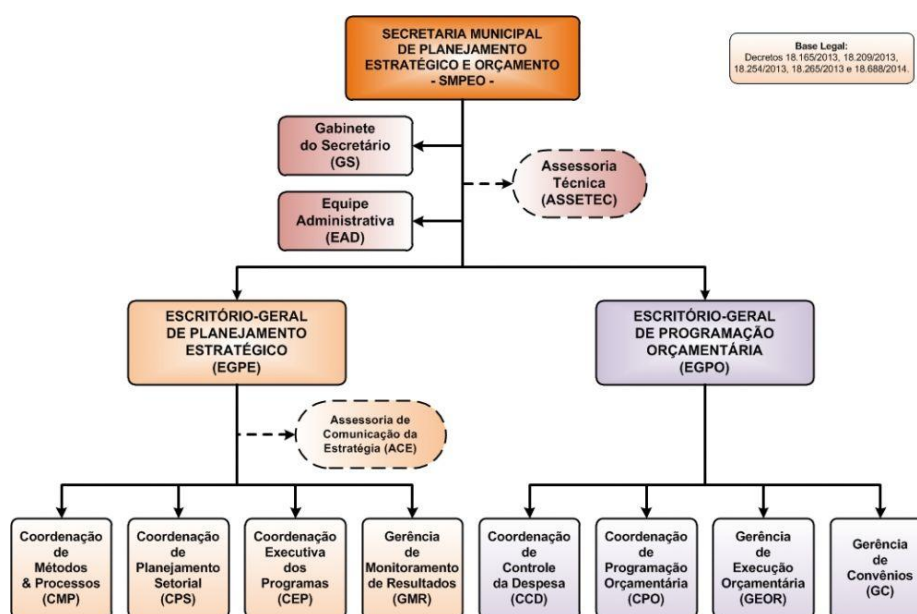 SECRETARIA MUNICIPAL
DE PLANEJAMENTO
ESTRATÉGICO E ORÇAMENTO
- SMPEO -
Base Legal:
Decretos 18.165/2013, 18.209/2013,
18.254/2013, 18.265/2013 e 18.688/2014.
Gabinete
do Secretário
(GS)
Assessoria
Técnica
(ASSETEC)
Equipe
Administrativa
(EAD)
ESCRITÓRIO-GERAL
DE PLANEJAMENTO
ESTRATÉGICO
(EGPE)
ESCRITÓRIO-GERAL
DE PROGRAMAÇÃO
ORÇAMENTÁRIA
(EGPO)
Assessoria de
Comunicação da
Estratégia (ACE)
Coordenação
de
Métodos
& Processos
(CMP)
Coordenação
de
Planejamento
Setorial
(CPS)
Coordenação
Executiva
dos
Programas
(CEP)
Gerência
de
Monitoramento
de Resultados
(GMR)
Coordenação
de
Controle
da Despesa
(CCD)
Coordenação
de
Programação
Orçamentária
(CPO)
Gerência
de
Execução
Orçamentária
(GEOR)
Gerência
de
Convênios
(GC)